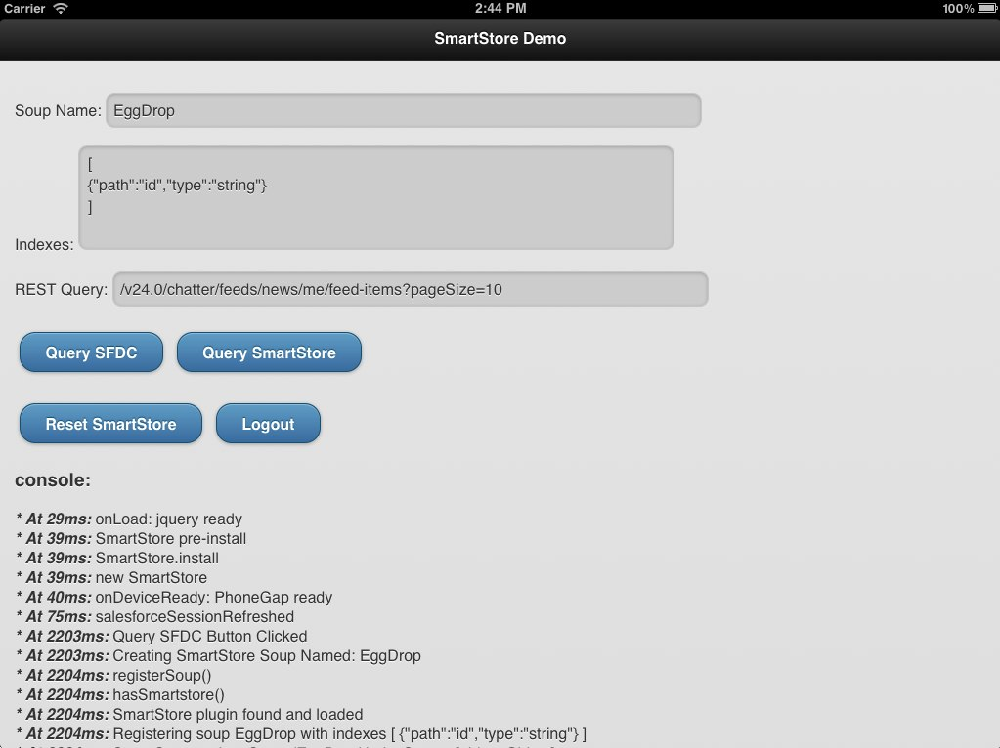 Carrier 2:44 PM 100%
SmartStore Demo
Soup Name: EggDrop
[
{"path":"id","type":"string"}
]
Indexes:
REST Query: /v24.0/chatter/feeds/news/me/feed-items?pageSize=10
Query SFDC Query SmartStore
Reset SmartStore Logout
console:
* At 29ms: onLoad: jquery ready
* At 39ms: SmartStore pre-install
* At 39ms: SmartStore.install
* At 39ms: new SmartStore
* At 40ms: onDeviceReady: PhoneGap ready
* At 75ms: salesforceSessionRefreshed
* At 2203ms: Query SFDC Button Clicked
* At 2203ms: Creating SmartStore Soup Named: EggDrop
* At 2204ms: registerSoup()
* At 2204ms: hasSmartstore()
* At 2204ms: SmartStore plugin found and loaded
* At 2204ms: Registering soup EggDrop with indexes [ {"path":"id","type":"string"} ]